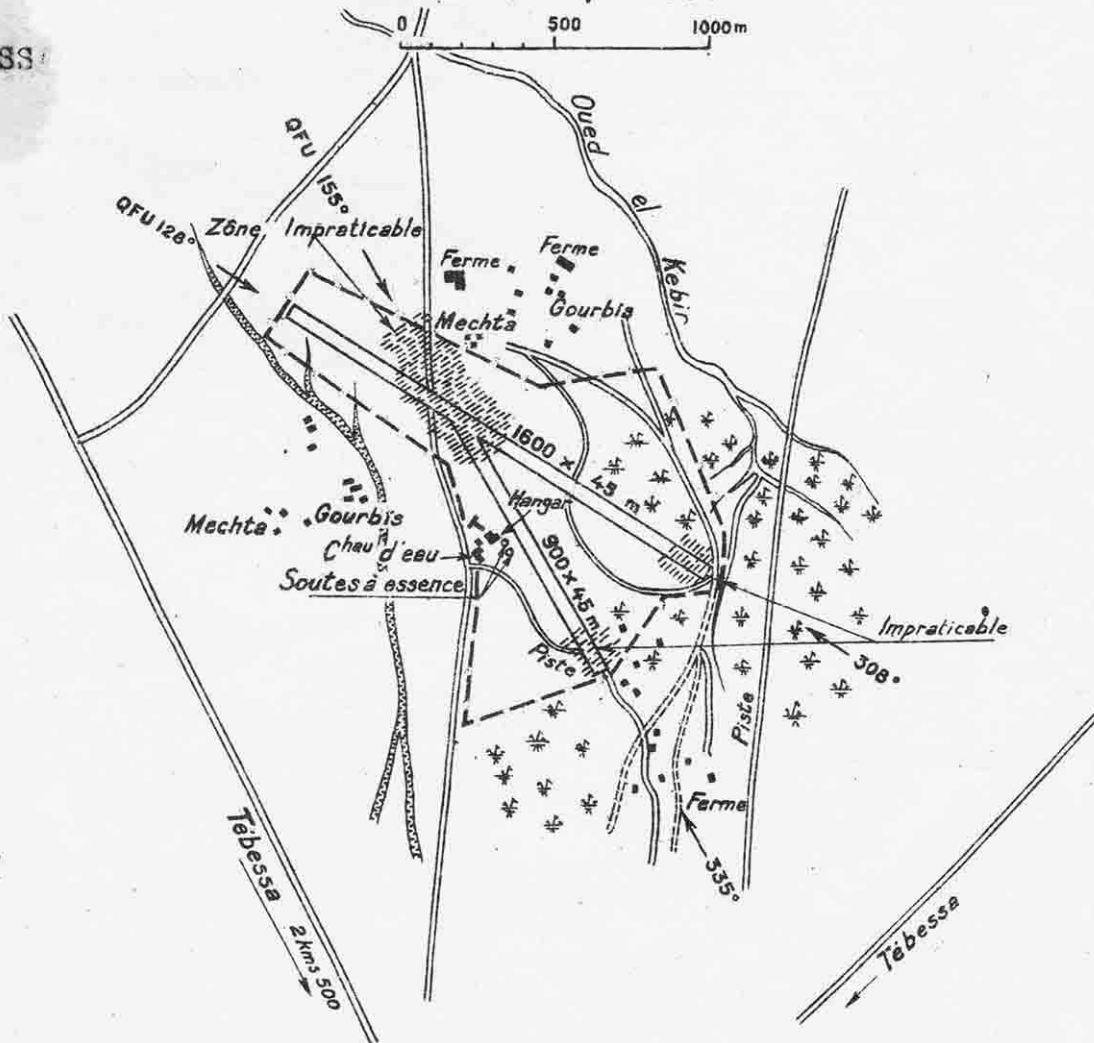 SS
0 500 1000m
Oued el Kebir
QFU 155°
QFU 128°
Zône Impraticable
Ferme
Ferme
Gourbis
Mechta
1600 x 45 m
Hangar
Mechta
Gourbis
Chau d'eau
Soutes à essence
900 x 45 m
Impraticable
Piste
308°
Piste
Ferme
335°
Tébessa
2 kms 500
Tébessa